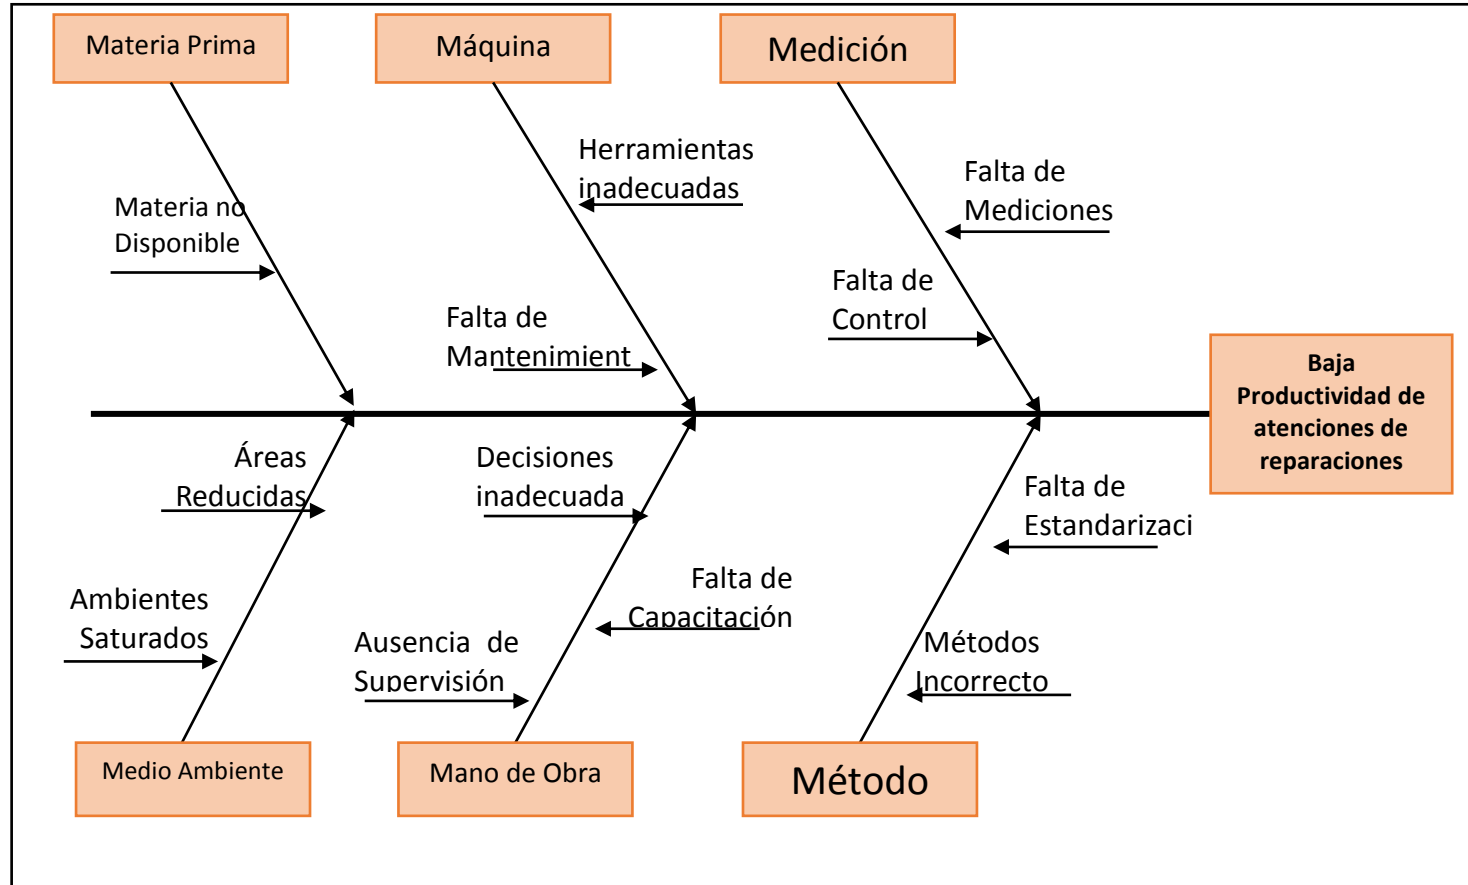 Materia Prima
Máquina
Medición
Herramientas
inadecuadas
Falta de
Mediciones
Materia no
Disponible
Falta de
Control
Falta de
Mantenimient
Baja
Productividad de
atenciones de
reparaciones
Áreas
Reducidas
Decisiones
inadecuada
Falta de
Estandarizaci
Ambientes
Saturados
Falta de
Capacitación
Ausencia de
Supervisión
Métodos
Incorrecto
Medio Ambiente
Mano de Obra
Método